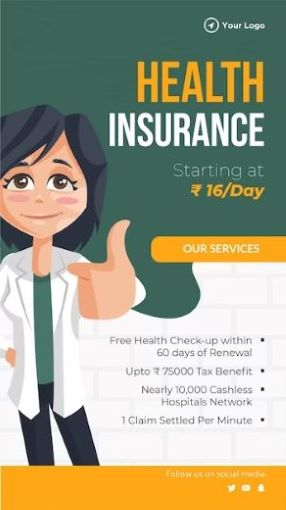 Your Logo
HEALTH
INSURANCE
Starting at
₹ 16/Day
OUR SERVICES
Free Health Check-up within
60 days of Renewal
Upto ₹ 75000 Tax Benefit
Nearly 10,000 Cashless
Hospitals Network
1 Claim Settled Per Minute
Follow us on social media